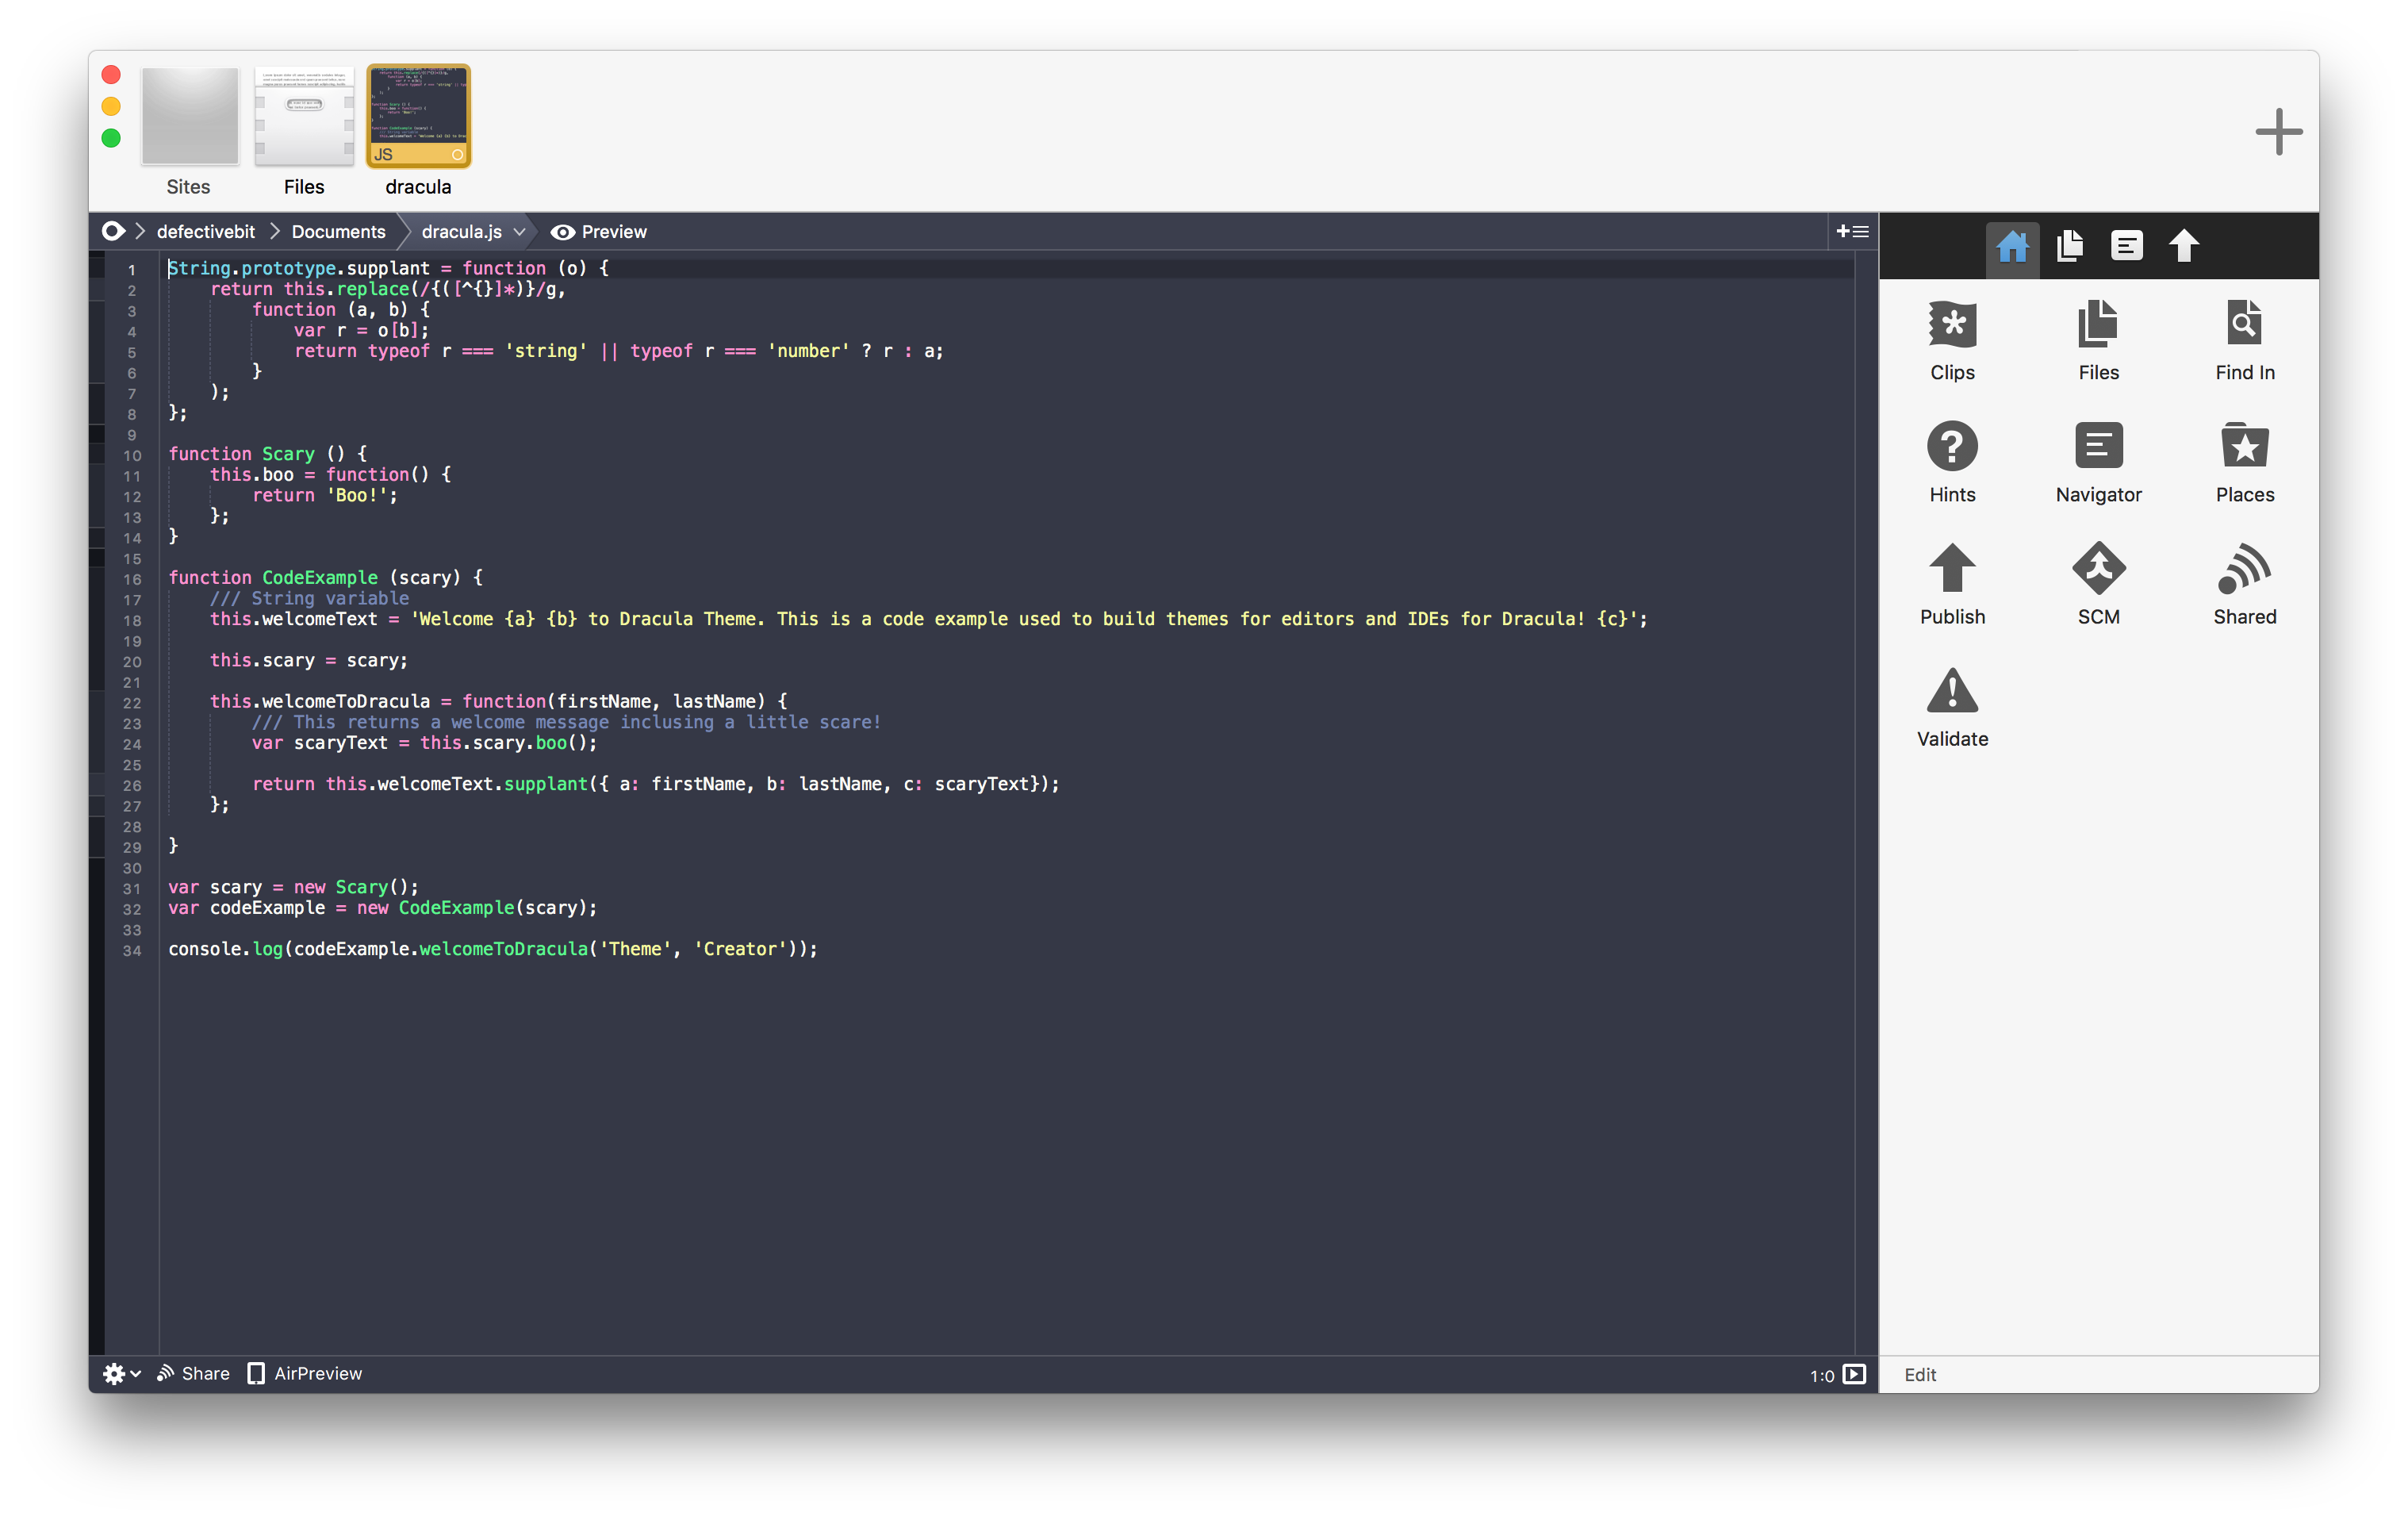 JS
Sites
Files
dracula
defectivebit
Documents
dracula.js
Preview
1 String.prototype.supplant = function (o) {
2     return this.replace(/{([^{}]*)}/g,
3         function (a, b) {
4             var r = o[b];
5             return typeof r === 'string' || typeof r === 'number' ? r : a;
6         }
7     );
8 };
9
10 function Scary () {
11     this.boo = function() {
12         return 'Boo!';
13     };
14 }
15
16 function CodeExample (scary) {
17     /// String variable
18     this.welcomeText = 'Welcome {a} {b} to Dracula Theme. This is a code example used to build themes for editors and IDEs for Dracula! {c}';
19
20     this.scary = scary;
21
22     this.welcomeToDracula = function(firstName, lastName) {
23         /// This returns a welcome message inclusing a little scare!
24         var scaryText = this.scary.boo();
25
26         return this.welcomeText.supplant({ a: firstName, b: lastName, c: scaryText});
27     };
28
29 }
30
31 var scary = new Scary();
32 var codeExample = new CodeExample(scary);
33
34 console.log(codeExample.welcomeToDracula('Theme', 'Creator'));
Clips
Files
Find In
Hints
Navigator
Places
Publish
SCM
Shared
Validate
Share
AirPreview
1:0
Edit